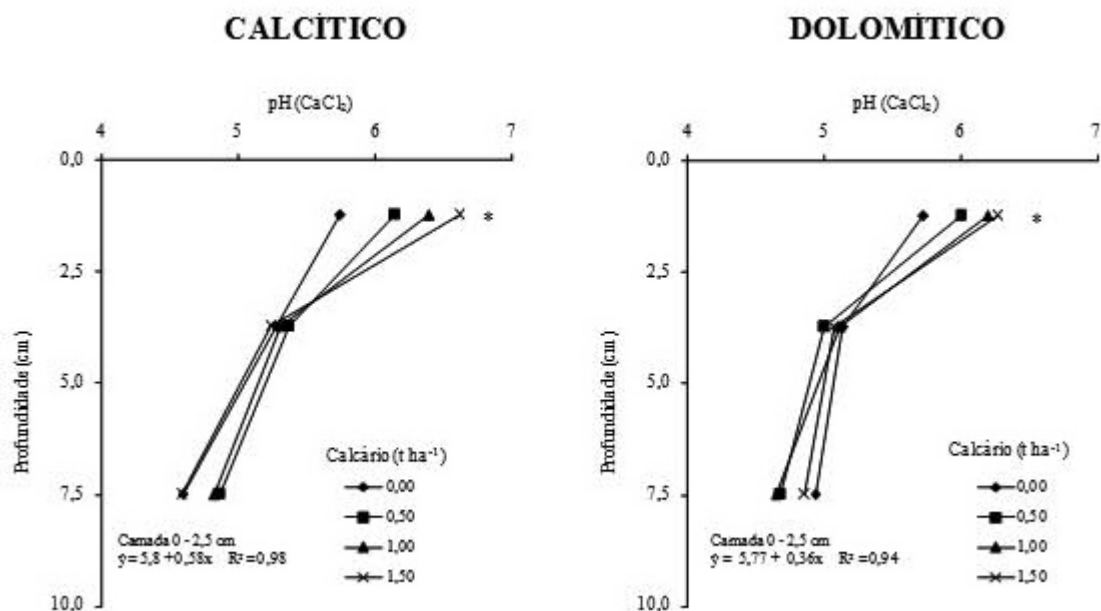 CALCÍTICO
pH (CaCl₂)
4 5 6 7
0,0
2,5
5,0
7,5
10,0
Profundidade (cm)
*
Calcário (t ha⁻¹)
0,00
0,50
1,00
1,50
Camada 0 - 2,5 cm
ŷ = 5,8 +0,58x R² =0,98
DOLOMÍTICO
pH (CaCl₂)
4 5 6 7
0,0
2,5
5,0
7,5
10,0
Profundidade (cm)
*
Calcário (t ha⁻¹)
0,00
0,50
1,00
1,50
Camada 0 - 2,5 cm
ŷ = 5,77 + 0,36x R² =0,94